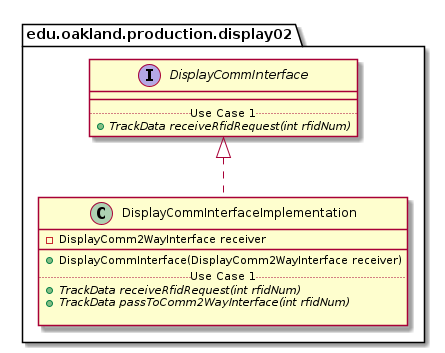 edu.oakland.production.display02
I DisplayCommInterface
Use Case 1
TrackData receiveRfidRequest(int rfidNum)
C DisplayCommInterfaceImplementation
DisplayComm2WayInterface receiver
DisplayCommInterface(DisplayComm2WayInterface receiver)
Use Case 1
TrackData receiveRfidRequest(int rfidNum)
TrackData passToComm2WayInterface(int rfidNum)